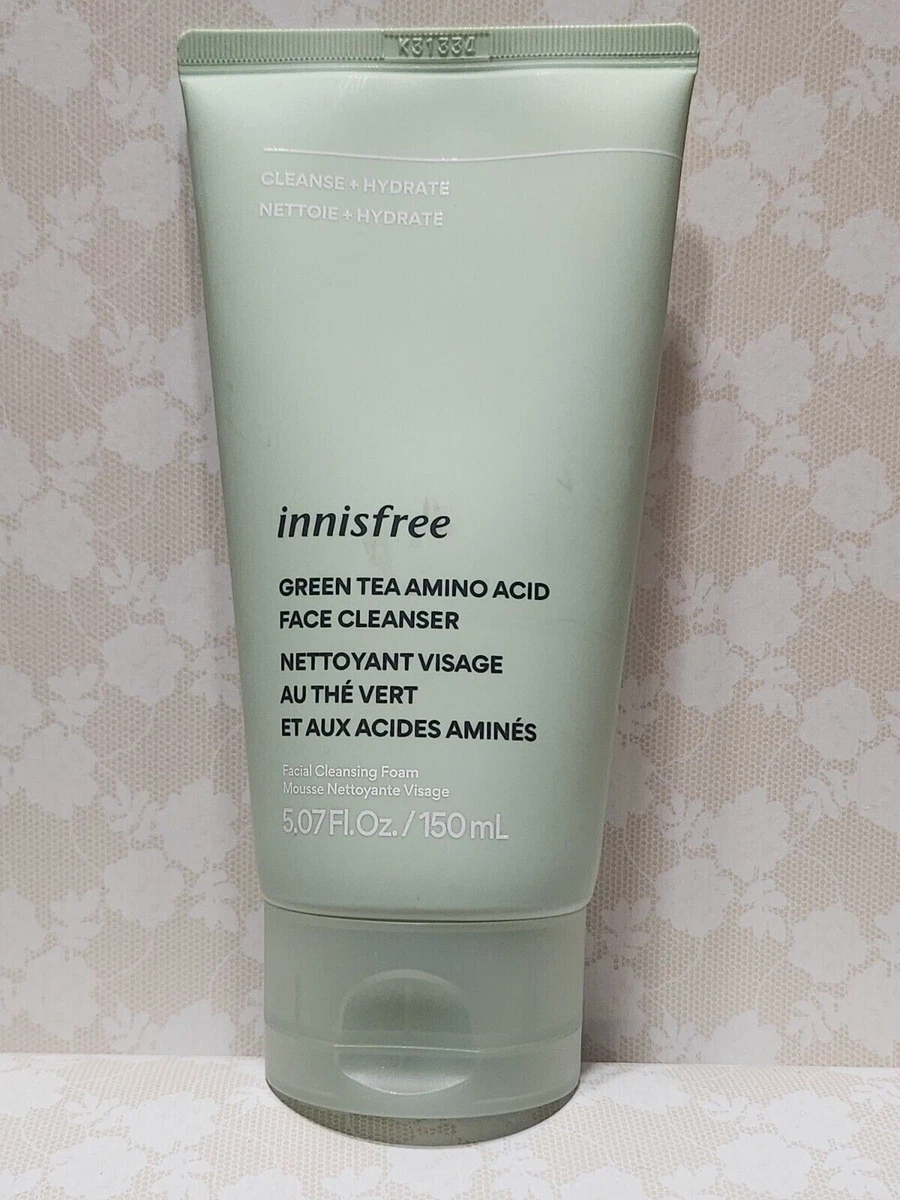 K31334
CLEANSE + HYDRATE
NETTOIE + HYDRATE
innisfree
GREEN TEA AMINO ACID
FACE CLEANSER
NETTOYANT VISAGE
AU THÉ VERT
ET AUX ACIDES AMINÉS
Facial Cleansing Foam
Mousse Nettoyante Visage
5.07 Fl.Oz. / 150 mL